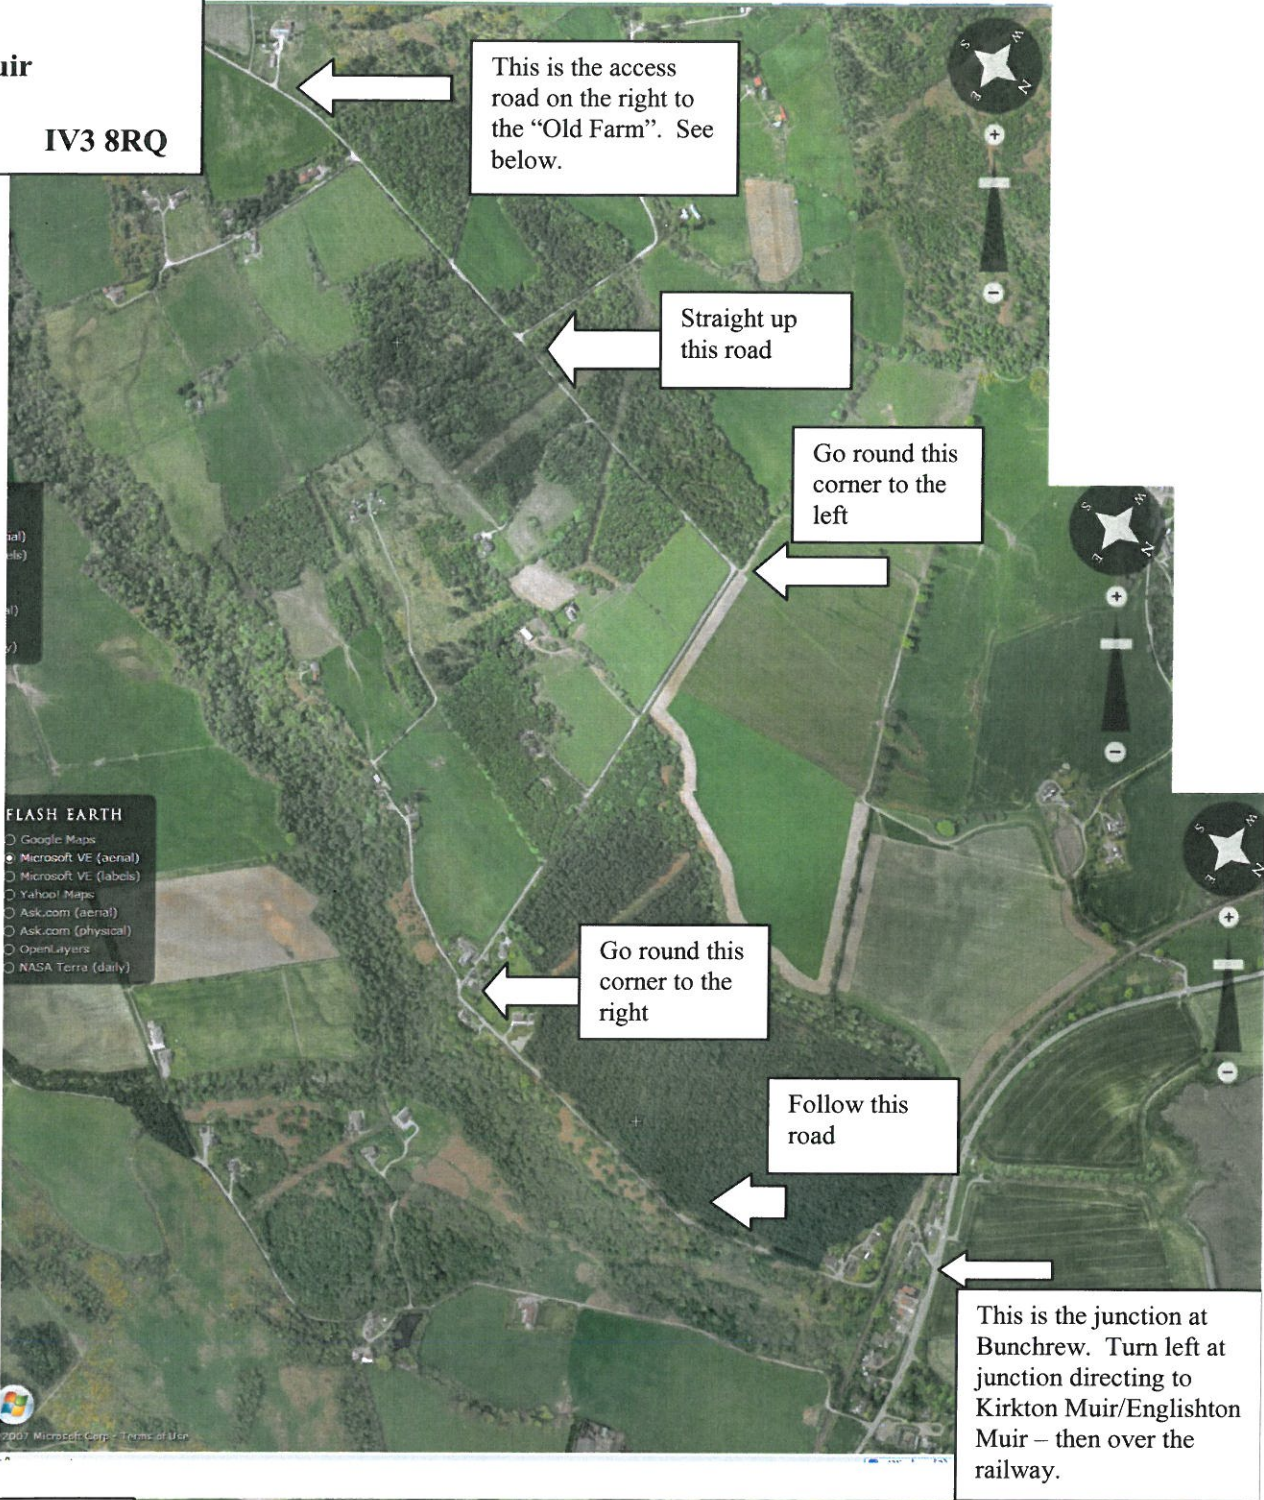 uir
IV3 8RQ
This is the access
road on the right to
the “Old Farm”. See
below.
S
W
N
E
+
−
Straight up
this road
Go round this
corner to the
left
S
W
N
E
+
−
ial)
els)
al)
y)
FLASH EARTH
Google Maps
Microsoft VE (aerial)
Microsoft VE (labels)
Yahoo! Maps
Ask.com (aerial)
Ask.com (physical)
OpenLayers
NASA Terra (daily)
S
W
N
E
+
−
Go round this
corner to the
right
Follow this
road
This is the junction at
Bunchrew. Turn left at
junction directing to
Kirkton Muir/Englishton
Muir – then over the
railway.
2007 Microsoft Corp - Terms of Use